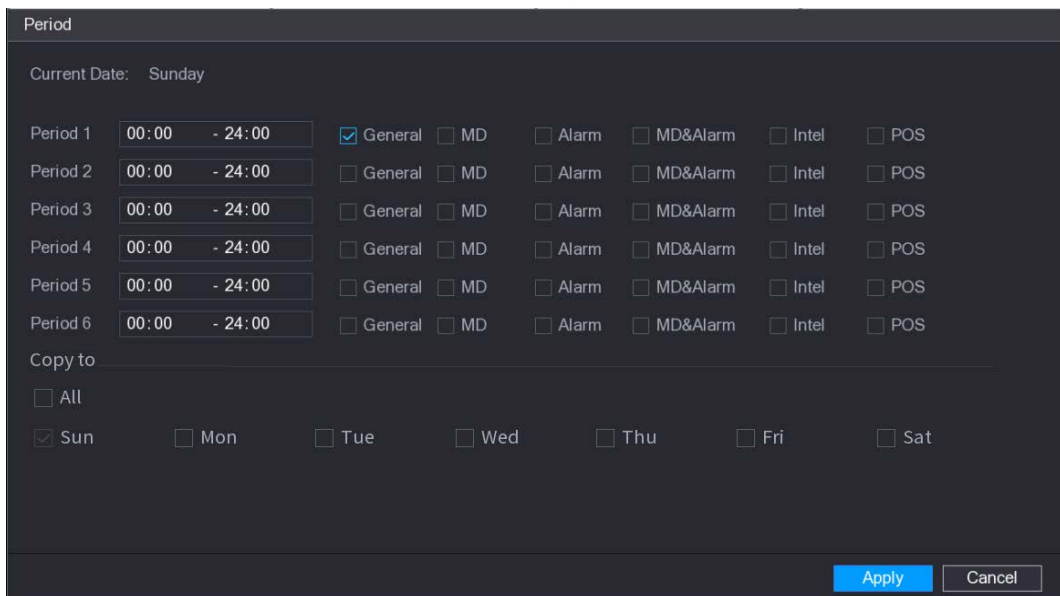 Period
Current Date: Sunday
Period 1 00:00 - 24:00 General MD Alarm MD&Alarm Intel POS
Period 2 00:00 - 24:00 General MD Alarm MD&Alarm Intel POS
Period 3 00:00 - 24:00 General MD Alarm MD&Alarm Intel POS
Period 4 00:00 - 24:00 General MD Alarm MD&Alarm Intel POS
Period 5 00:00 - 24:00 General MD Alarm MD&Alarm Intel POS
Period 6 00:00 - 24:00 General MD Alarm MD&Alarm Intel POS
Copy to
All
Sun Mon Tue Wed Thu Fri Sat
Apply Cancel